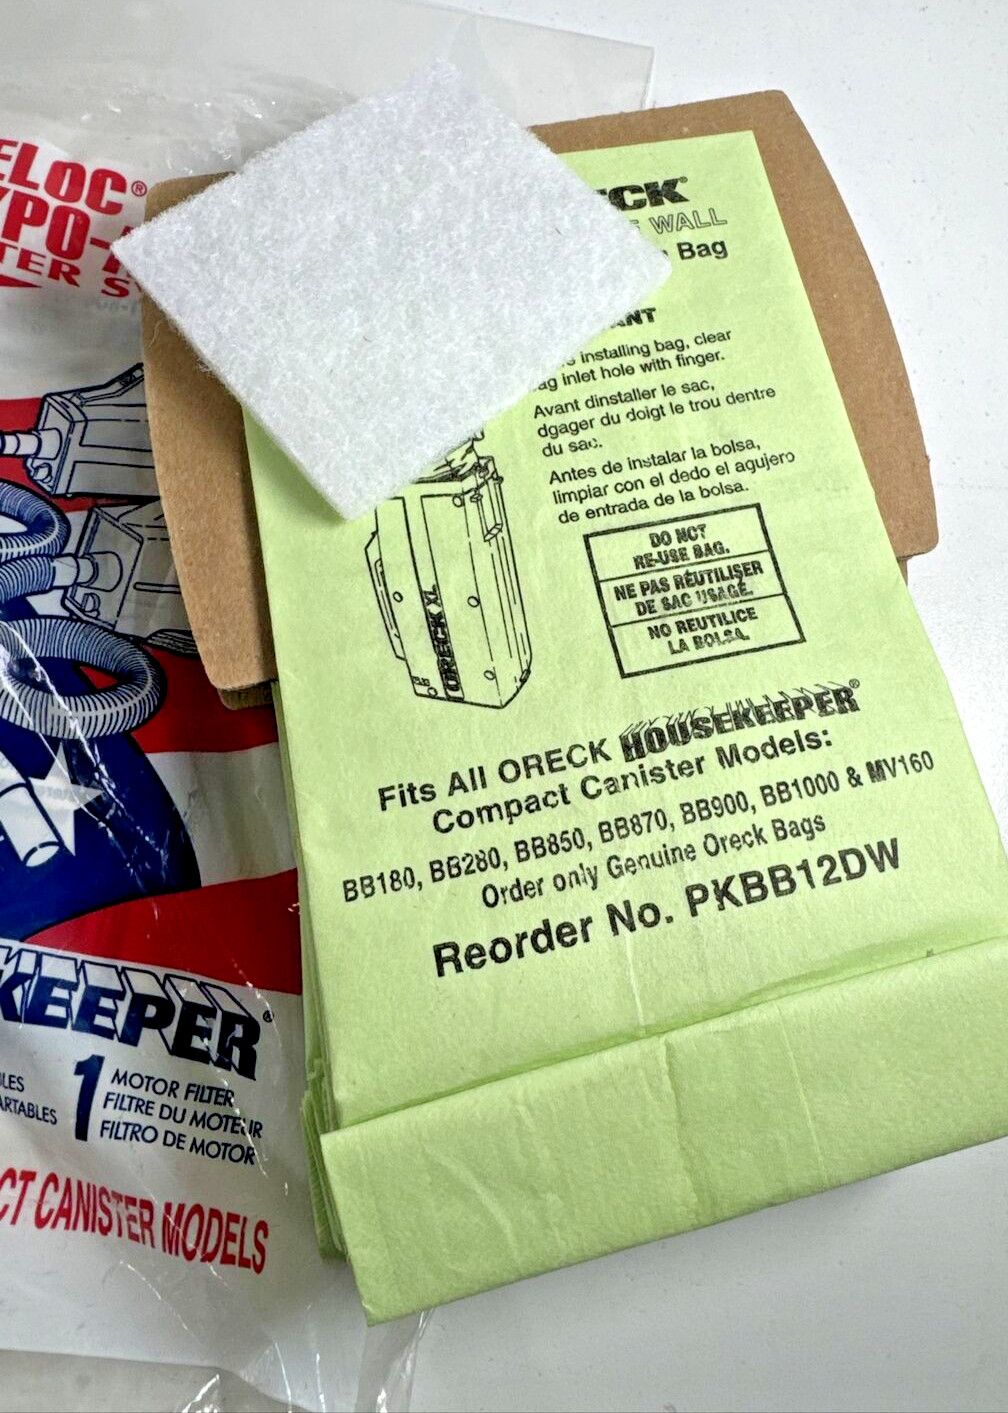 ELOC®
YPO-
TER S
CK®
WALL
Bag
ANT
installing bag, clear
ag inlet hole with finger.
Avant dinstaller le sac,
dgager du doigt le trou dentre
du sac.
Antes de instalar la bolsa,
limpiar con el dedo el agujero
de entrada de la bolsa.
DO NOT
RE-USE BAG.
NE PAS RÉUTILISER
DE SAC USAGÉ.
NO REUTILICE
LA BOLSA.
ORECK XL
Fits All ORECK HOUSEKEEPER®
Compact Canister Models:
BB180, BB280, BB850, BB870, BB900, BB1000 & MV160
Order only Genuine Oreck Bags
Reorder No. PKBB12DW
KEEPER®
LES
ARTABLES
1 MOTOR FILTER
FILTRE DU MOTEUR
FILTRO DE MOTOR
CT CANISTER MODELS